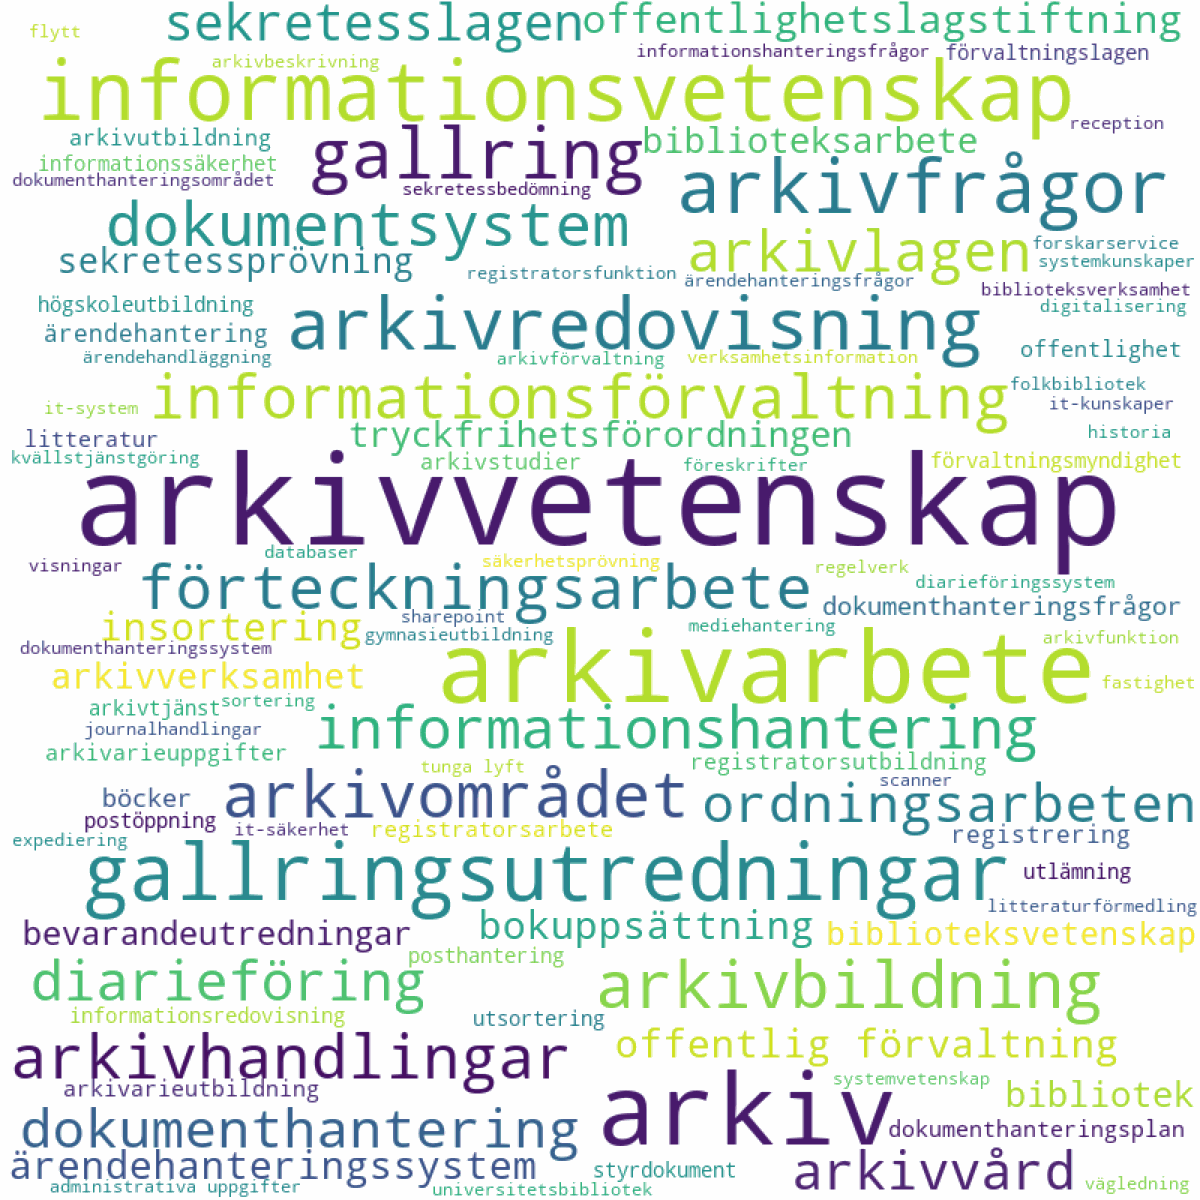 sekretesslagen
offentlighetslagstiftning
flytt
informationshanteringsfrågor
förvaltningslagen
arkivbeskrivning
informationsvetenskap
reception
arkivutbildning
gallring
biblioteksarbete
informationssäkerhet
dokumenthanteringsområdet
sekretessbedömning
arkivfrågor
dokumentsystem
arkivlagen
forskarservice
sekretessprövning
registratorsfunktion
ärendehanteringsfrågor
systemkunskaper
biblioteksverksamhet
högskoleutbildning
digitalisering
arkivredovisning
ärendehantering
offentlighet
ärendehandläggning
arkivförvaltning
verksamhetsinformation
informationsförvaltning
folkbibliotek
it-system
it-kunskaper
litteratur
tryckfrihetsförordningen
historia
kvällstjänstgöring
arkivstudier
föreskrifter
förvaltningsmyndighet
arkivvetenskap
databaser
visningar
säkerhetsprövning
regelverk
förteckningsarbete
diarieföringssystem
dokumenthanteringsfrågor
insortering
sharepoint
mediehantering
gymnasieutbildning
arkivfunktion
dokumenthanteringssystem
arkivarbete
arkivverksamhet
fastighet
sortering
arkivtjänst
journalhandlingar
informationshantering
arkivarieuppgifter
registratorsutbildning
tunga lyft
scanner
böcker
arkivområdet
ordningsarbeten
postöppning
it-säkerhet
registratorsarbete
registrering
expediering
gallringsutredningar
utlämning
litteraturförmedling
bevarandeutredningar
bokuppsättning
biblioteksvetenskap
posthantering
diarieföring
arkivbildning
informationsredovisning
utsortering
arkivhandlingar
offentlig förvaltning
arkivarieutbildning
systemvetenskap
arkiv
bibliotek
dokumenthantering
dokumenthanteringsplan
ärendehanteringssystem
styrdokument
arkivvård
administrativa uppgifter
universitetsbibliotek
vägledning